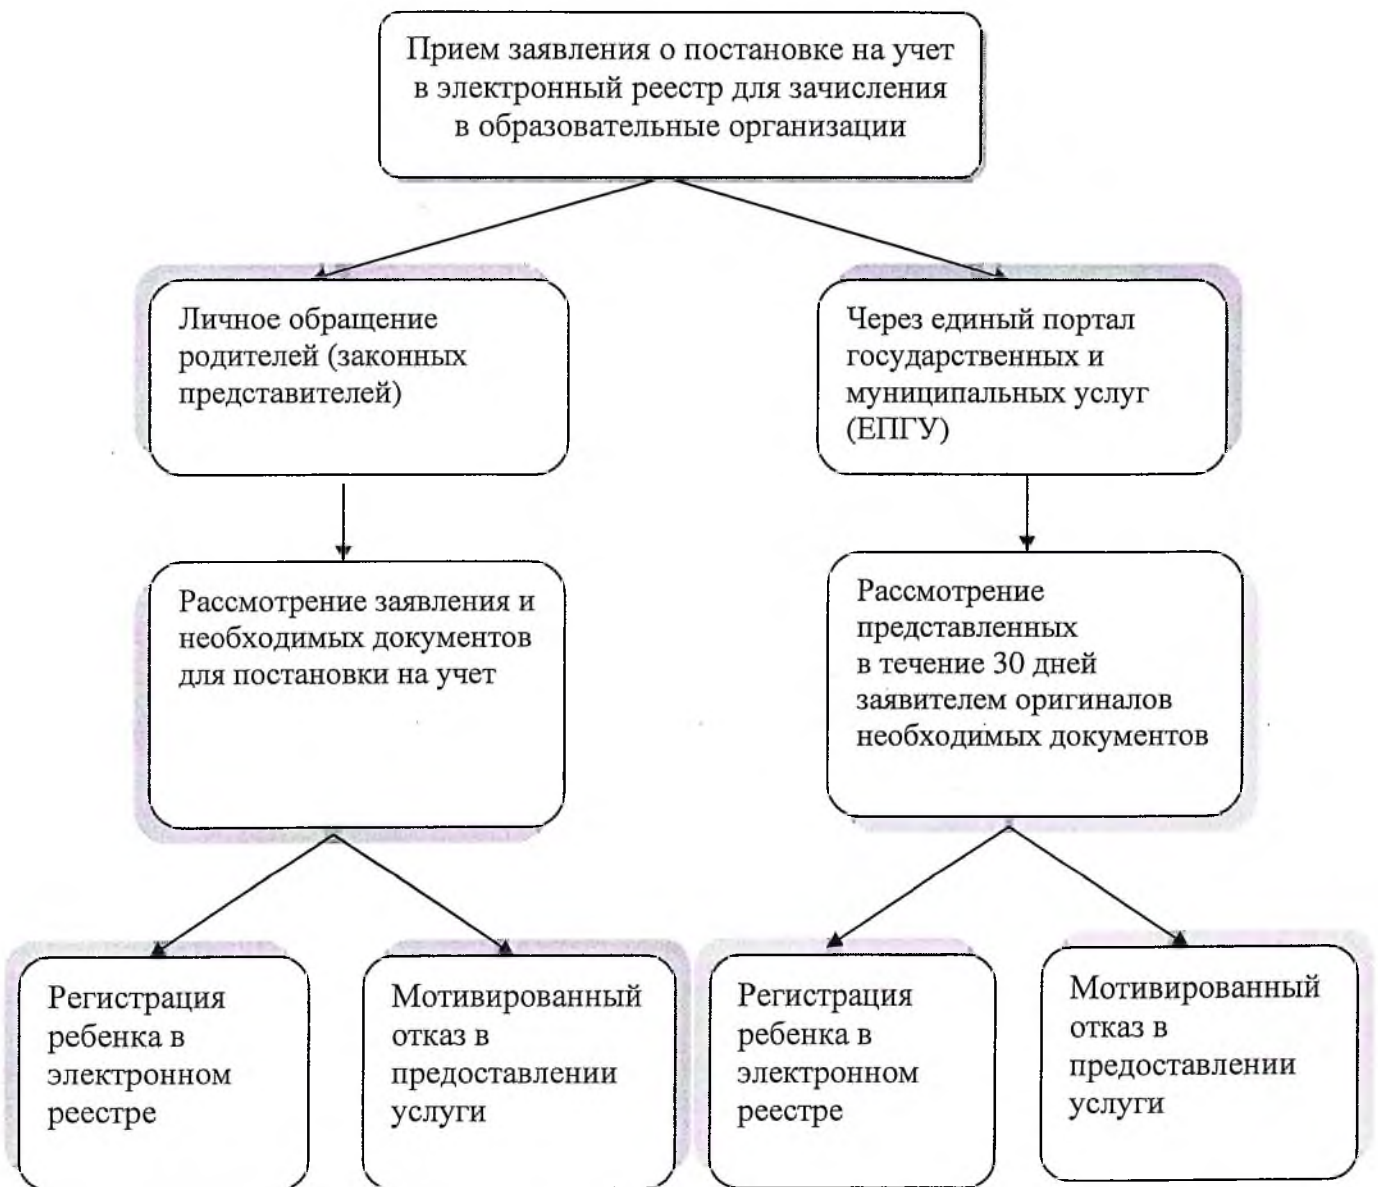 Прием заявления о постановке на учет
в электронный реестр для зачисления
в образовательные организации
Личное обращение
родителей (законных
представителей)
Через единый портал
государственных и
муниципальных услуг
(ЕПГУ)
Рассмотрение заявления и
необходимых документов
для постановки на учет
Рассмотрение
представленных
в течение 30 дней
заявителем оригиналов
необходимых документов
Регистрация
ребенка в
электронном
реестре
Мотивированный
отказ в
предоставлении
услуги
Регистрация
ребенка в
электронном
реестре
Мотивированный
отказ в
предоставлении
услуги